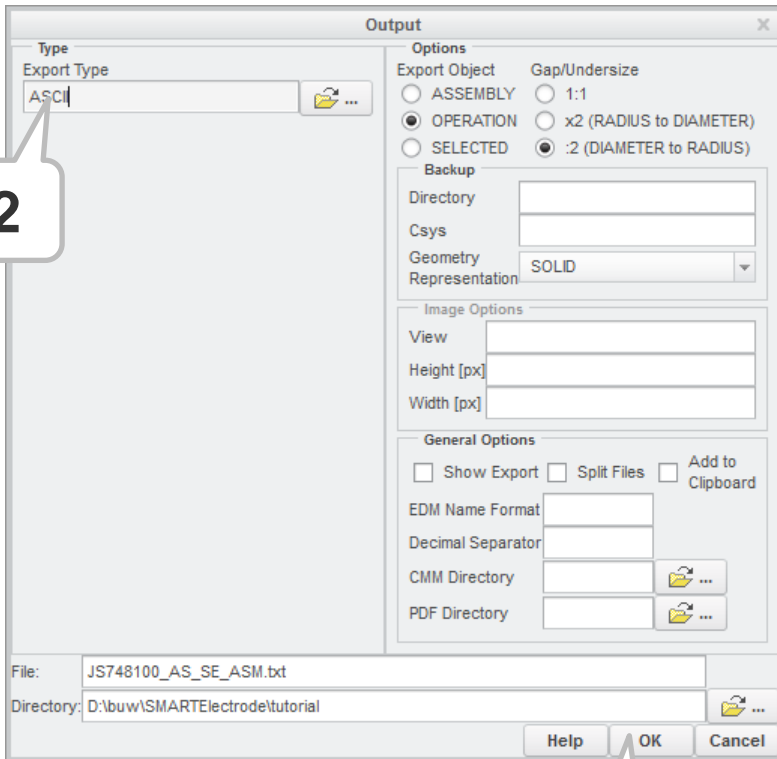 Output
Type
Export Type
ASCII
...
2
Options
Export Object Gap/Undersize
ASSEMBLY 1:1
OPERATION x2 (RADIUS to DIAMETER)
SELECTED :2 (DIAMETER to RADIUS)
Backup
Directory
Csys
Geometry
Representation SOLID
Image Options
View
Height [px]
Width [px]
General Options
Show Export Split Files Add to
Clipboard
EDM Name Format
Decimal Separator
CMM Directory ...
PDF Directory ...
File: JS748100_AS_SE_ASM.txt
Directory: D:\buw\SMARTElectrode\tutorial ...
Help OK Cancel